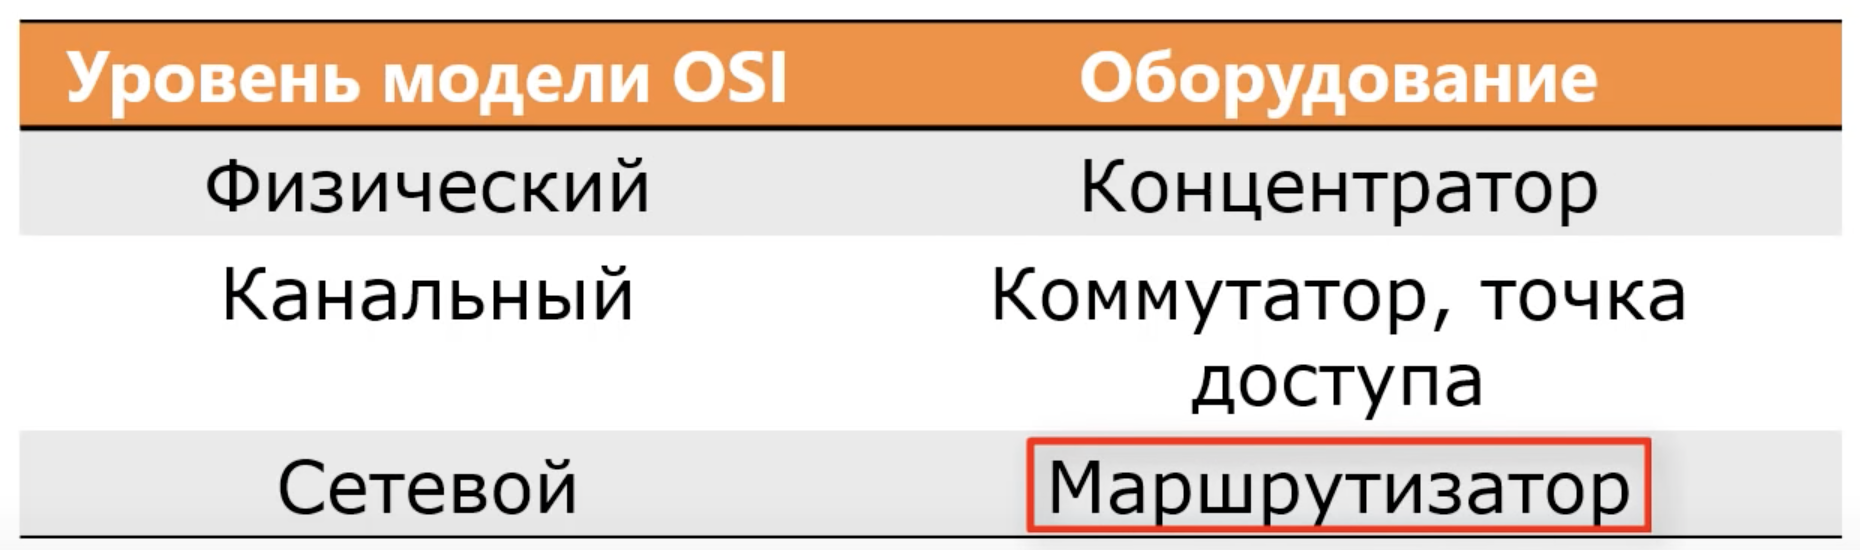 Уровень модели OSI Оборудование
Физический Концентратор
Канальный Коммутатор, точка
доступа
Сетевой Маршрутизатор